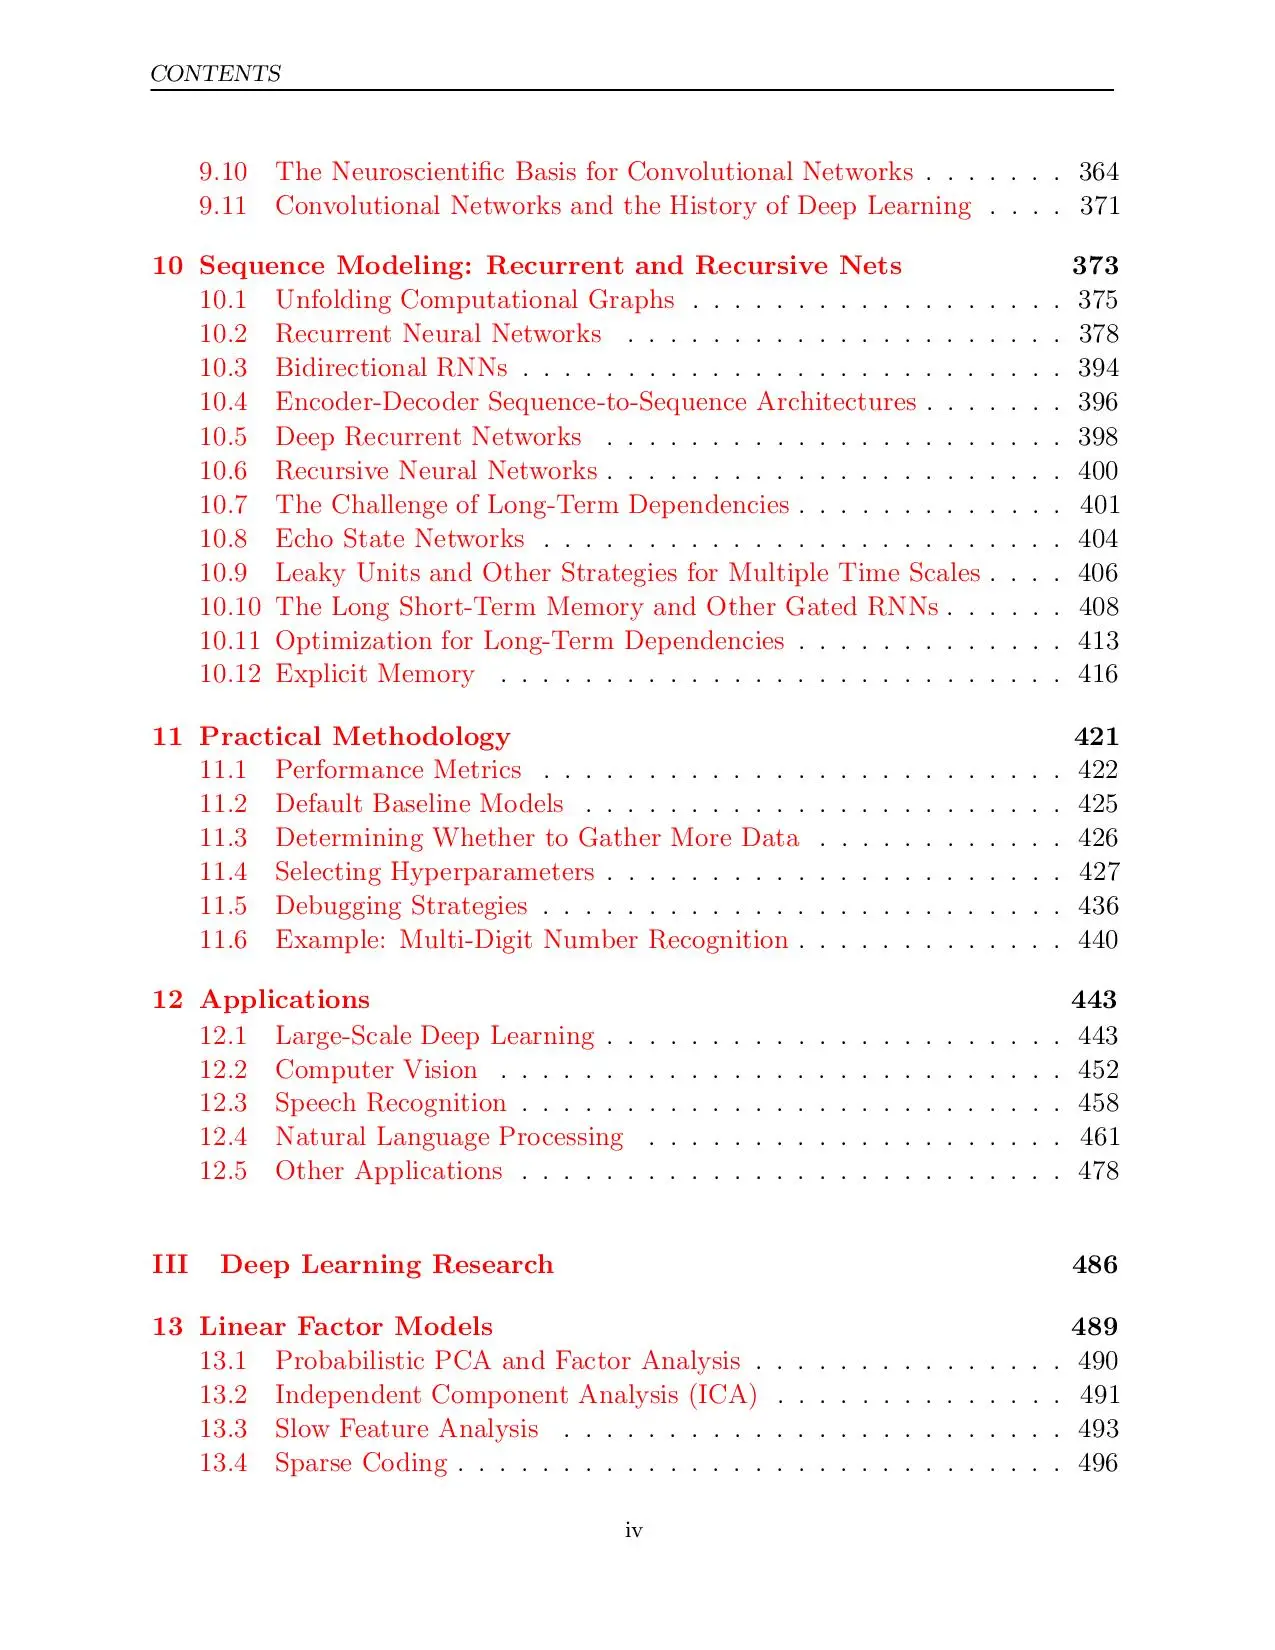 CONTENTS
9.10 The Neuroscientific Basis for Convolutional Networks . . . . . . . 364
9.11 Convolutional Networks and the History of Deep Learning . . . . 371
10 Sequence Modeling: Recurrent and Recursive Nets 373
10.1 Unfolding Computational Graphs . . . . . . . . . . . . . . . . . . 375
10.2 Recurrent Neural Networks . . . . . . . . . . . . . . . . . . . . . 378
10.3 Bidirectional RNNs . . . . . . . . . . . . . . . . . . . . . . . . . . 394
10.4 Encoder-Decoder Sequence-to-Sequence Architectures . . . . . . . 396
10.5 Deep Recurrent Networks . . . . . . . . . . . . . . . . . . . . . . 398
10.6 Recursive Neural Networks . . . . . . . . . . . . . . . . . . . . . . 400
10.7 The Challenge of Long-Term Dependencies . . . . . . . . . . . . . 401
10.8 Echo State Networks . . . . . . . . . . . . . . . . . . . . . . . . . 404
10.9 Leaky Units and Other Strategies for Multiple Time Scales . . . . 406
10.10 The Long Short-Term Memory and Other Gated RNNs . . . . . . 408
10.11 Optimization for Long-Term Dependencies . . . . . . . . . . . . . 413
10.12 Explicit Memory . . . . . . . . . . . . . . . . . . . . . . . . . . . 416
11 Practical Methodology 421
11.1 Performance Metrics . . . . . . . . . . . . . . . . . . . . . . . . . 422
11.2 Default Baseline Models . . . . . . . . . . . . . . . . . . . . . . . 425
11.3 Determining Whether to Gather More Data . . . . . . . . . . . . 426
11.4 Selecting Hyperparameters . . . . . . . . . . . . . . . . . . . . . . 427
11.5 Debugging Strategies . . . . . . . . . . . . . . . . . . . . . . . . . 436
11.6 Example: Multi-Digit Number Recognition . . . . . . . . . . . . . 440
12 Applications 443
12.1 Large-Scale Deep Learning . . . . . . . . . . . . . . . . . . . . . . 443
12.2 Computer Vision . . . . . . . . . . . . . . . . . . . . . . . . . . . 452
12.3 Speech Recognition . . . . . . . . . . . . . . . . . . . . . . . . . . 458
12.4 Natural Language Processing . . . . . . . . . . . . . . . . . . . . 461
12.5 Other Applications . . . . . . . . . . . . . . . . . . . . . . . . . . 478
III Deep Learning Research 486
13 Linear Factor Models 489
13.1 Probabilistic PCA and Factor Analysis . . . . . . . . . . . . . . . 490
13.2 Independent Component Analysis (ICA) . . . . . . . . . . . . . . 491
13.3 Slow Feature Analysis . . . . . . . . . . . . . . . . . . . . . . . . 493
13.4 Sparse Coding . . . . . . . . . . . . . . . . . . . . . . . . . . . . . 496
iv